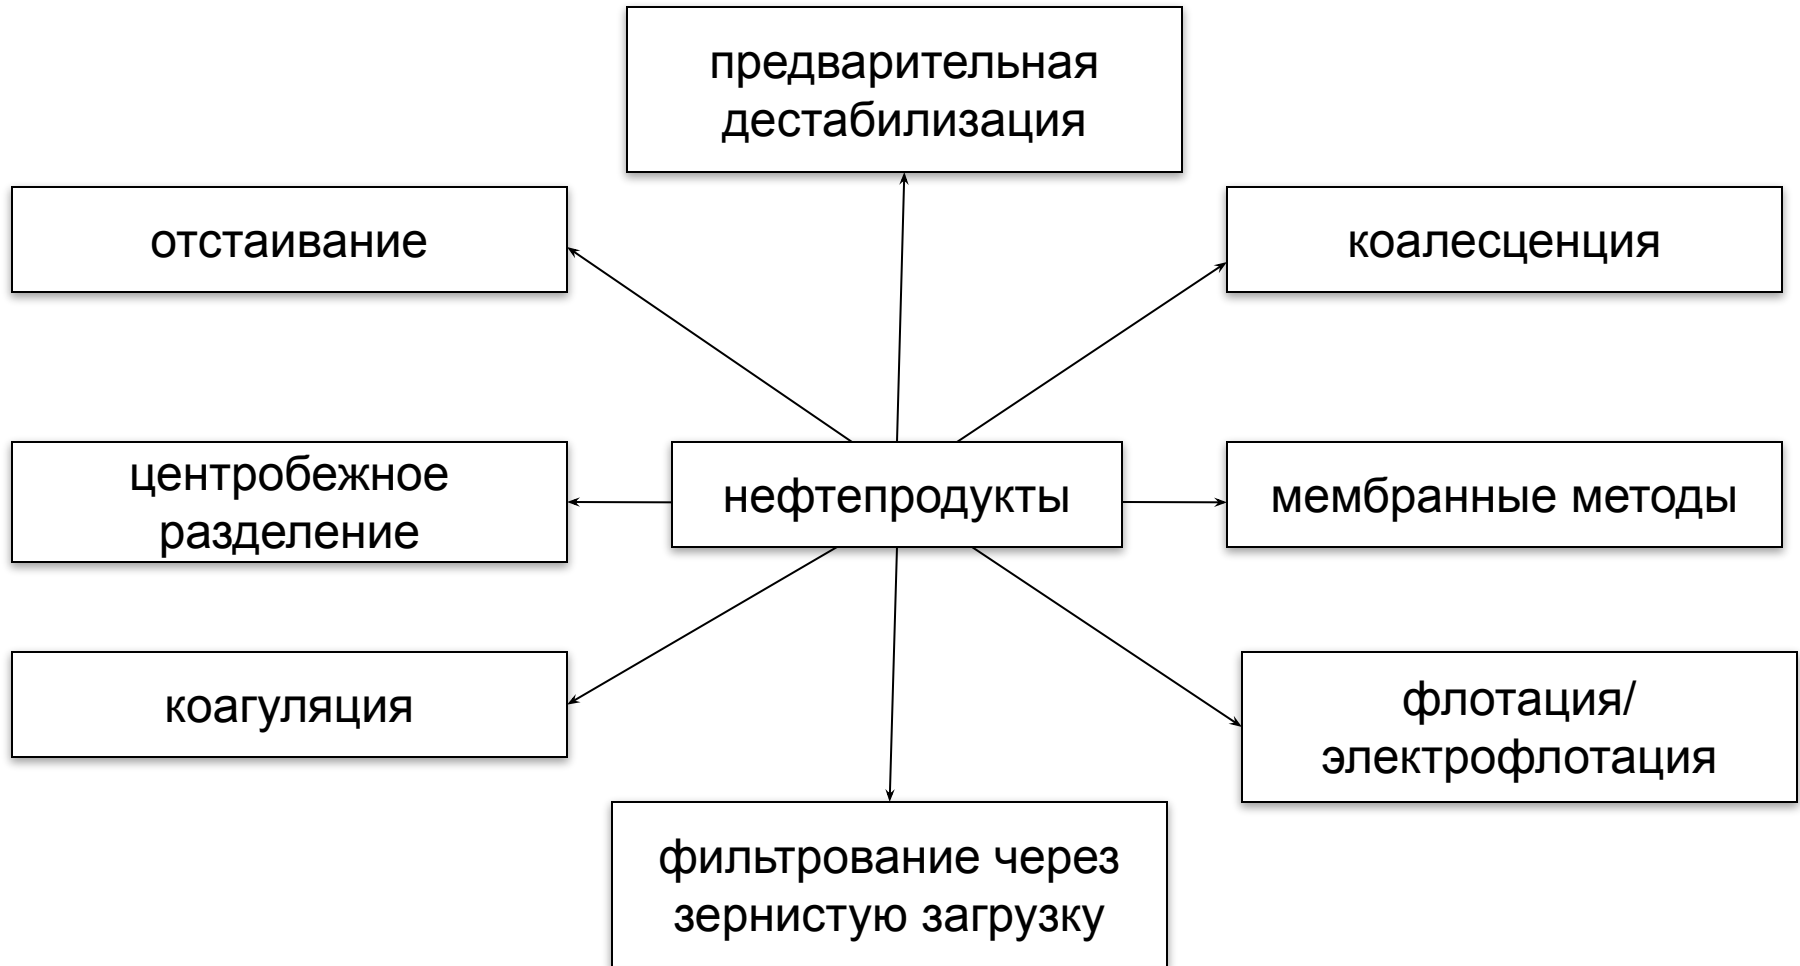 предварительная
дестабилизация
отстаивание
коалесценция
центробежное
разделение
нефтепродукты
мембранные методы
коагуляция
флотация/
электрофлотация
фильтрование через
зернистую загрузку